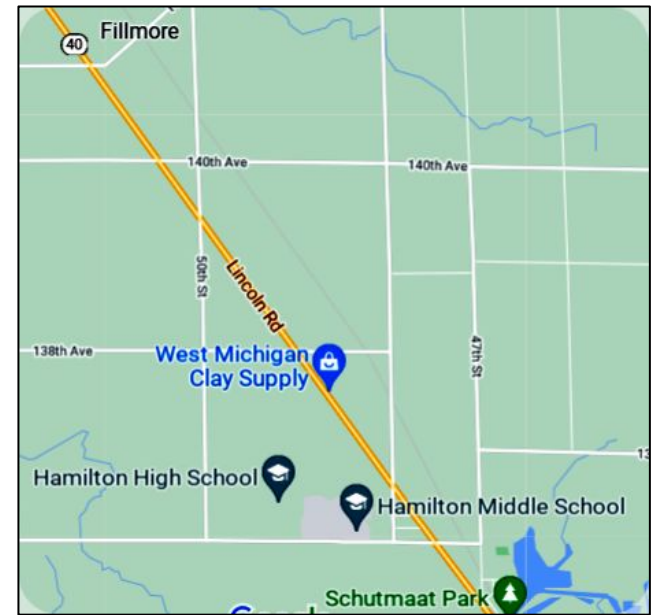 Fillmore
40
140th Ave
140th Ave
50th St
Lincoln Rd
138th Ave
West Michigan
Clay Supply
47th St
13
Hamilton High School
Hamilton Middle School
Schutmaat Park